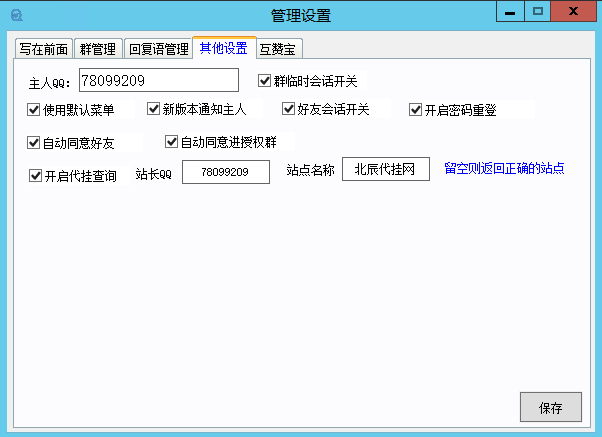 管理设置
写在前面 群管理 回复语管理 其他设置 互赞宝
主人QQ: 78099209 群临时会话开关
使用默认菜单 新版本通知主人 好友会话开关 开启密码重登
自动同意好友 自动同意进授权群
开启代挂查询 站长QQ 78099209 站点名称 北辰代挂网 留空则返回正确的站点
保存